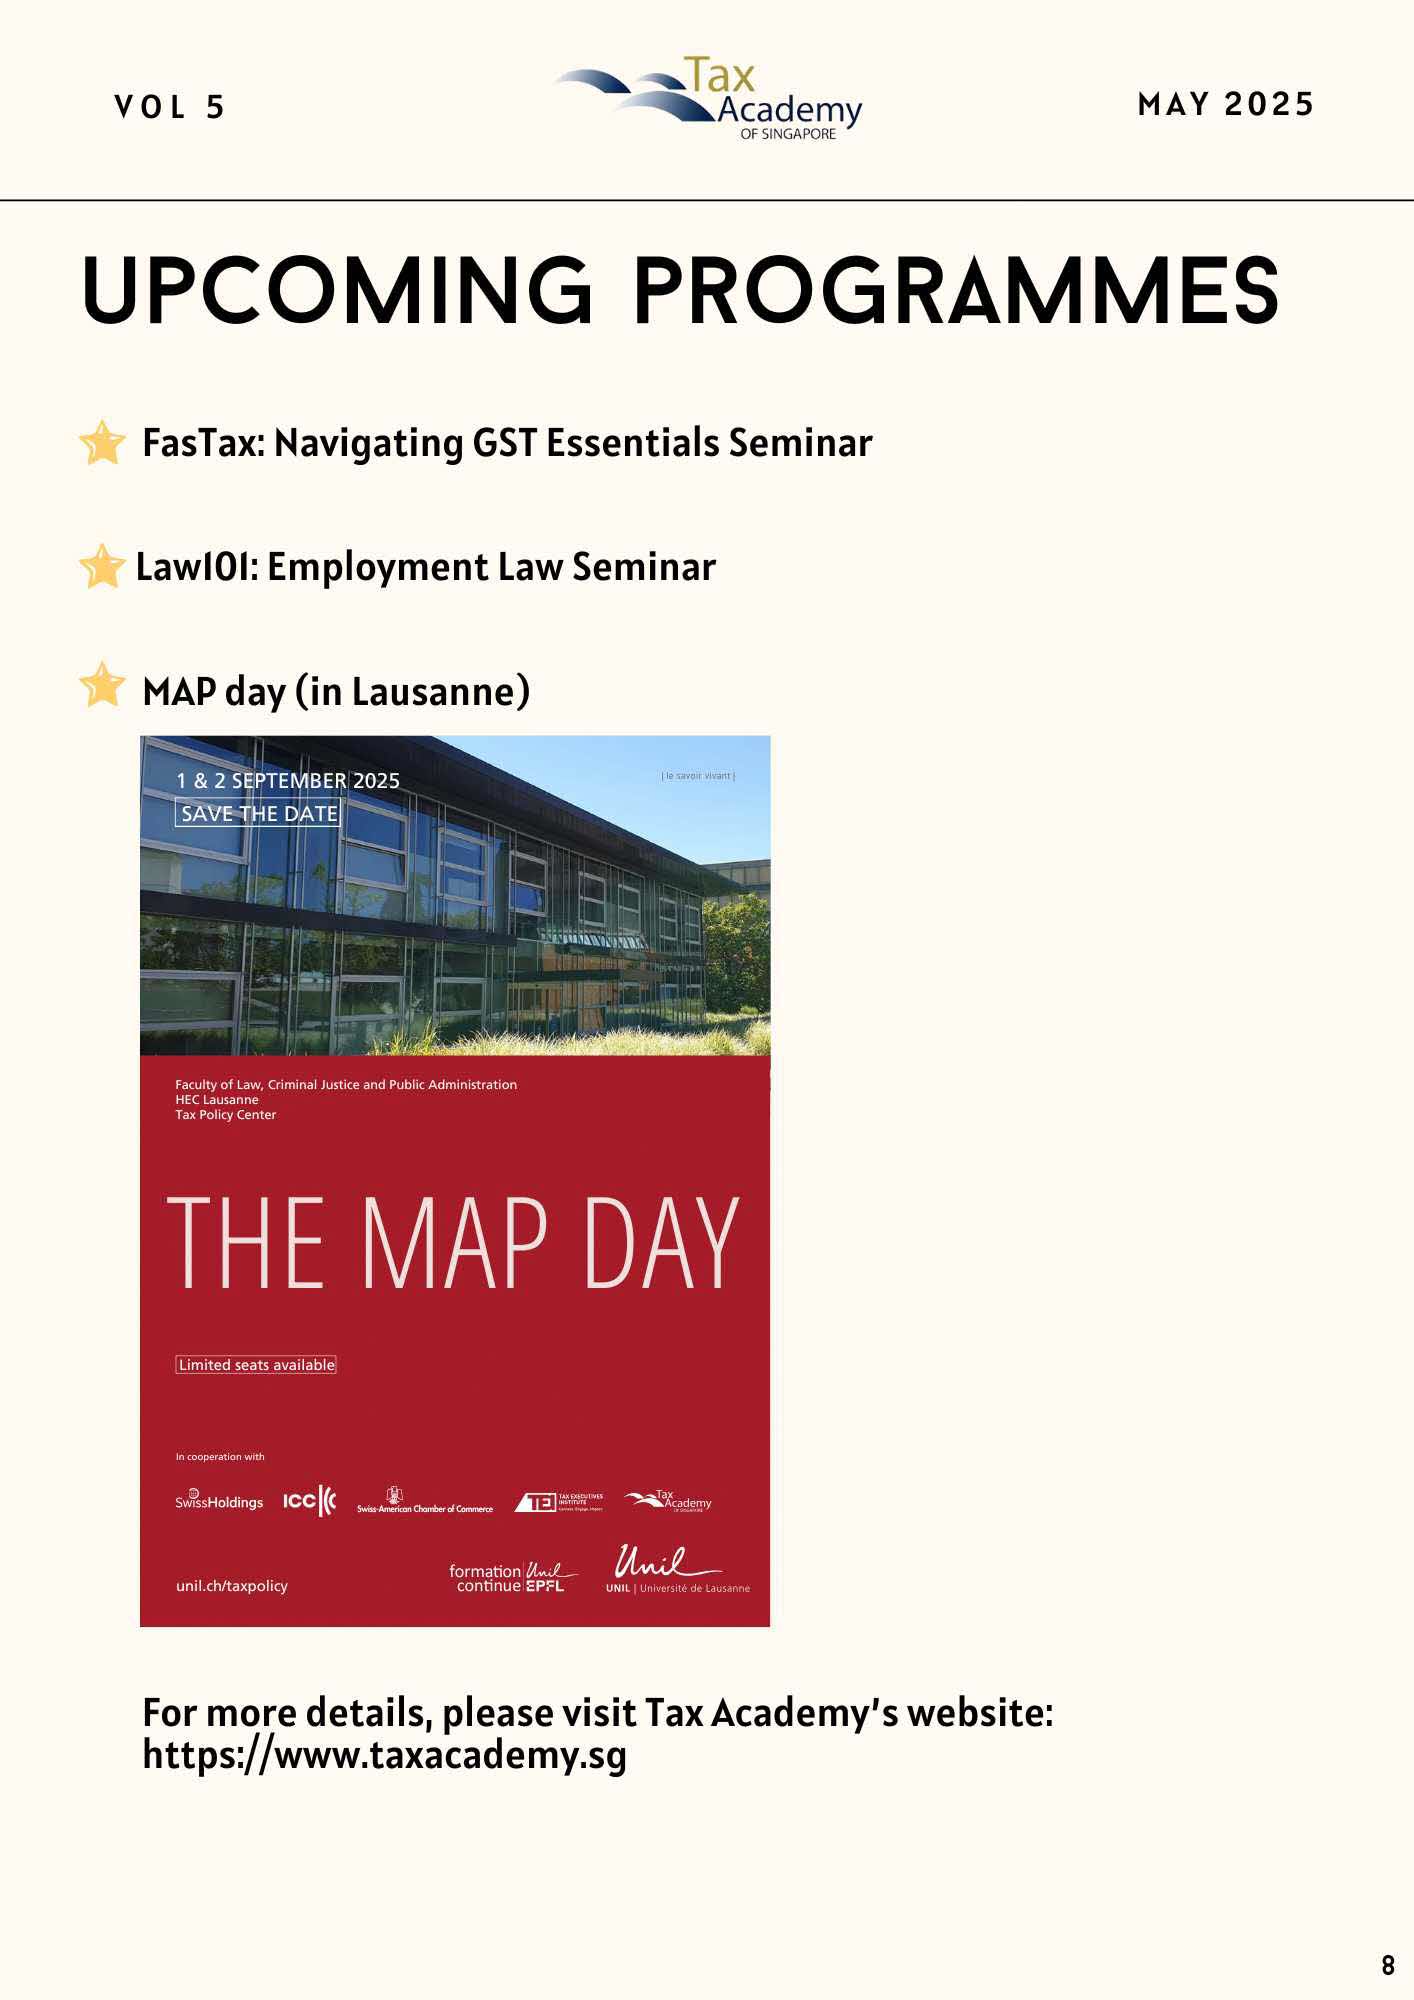 VOL 5
Tax
Academy
OF SINGAPORE
MAY 2025
UPCOMING PROGRAMMES
FasTax: Navigating GST Essentials Seminar
Law101: Employment Law Seminar
MAP day (in Lausanne)
1 & 2 SEPTEMBER 2025
| le savoir vivant |
SAVE THE DATE
Faculty of Law, Criminal Justice and Public Administration
HEC Lausanne
Tax Policy Center
THE MAP DAY
Limited seats available
In cooperation with
SwissHoldings
ICC
Swiss-American Chamber of Commerce
TEI
TAX EXECUTIVES
INSTITUTE
Tax
Academy
OF SINGAPORE
unil.ch/taxpolicy
formation Unil
continue EPFL
Unil
UNIL | Université de Lausanne
For more details, please visit Tax Academy's website:
https://www.taxacademy.sg
8